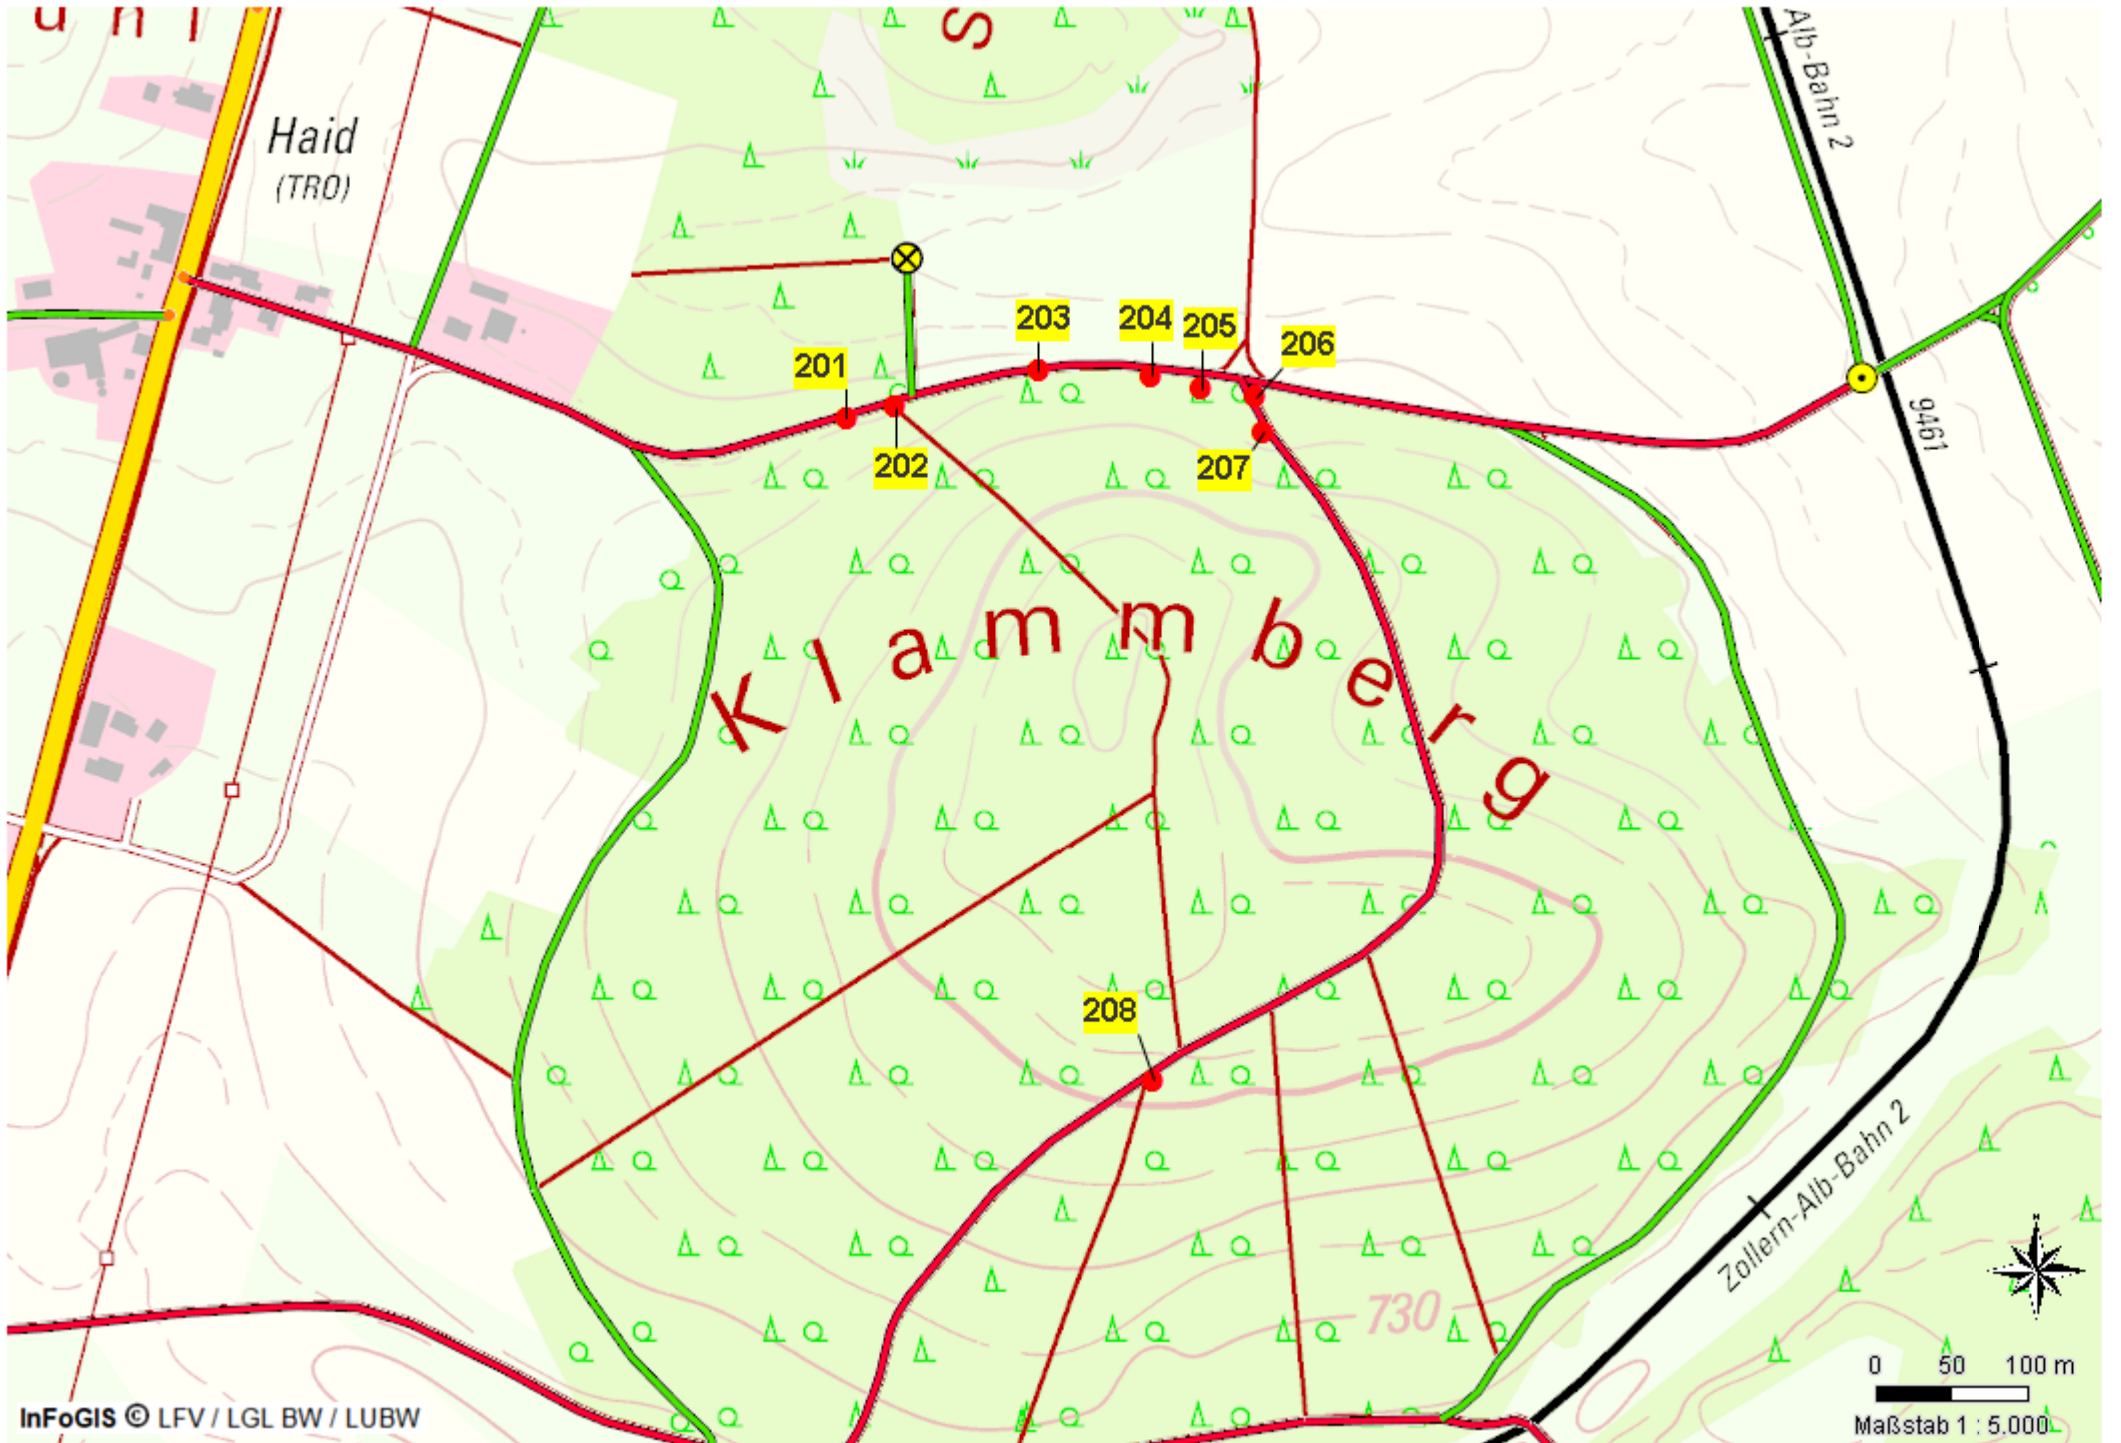 S
Haid
(TRO)
Alb-Bahn 2
203
204
205
206
201
202
207
9461
Klammberg
208
Zollern-Alb-Bahn 2
730
N
0 50 100 m
Maßstab 1 : 5.000
InFoGIS © LFV / LGL BW / LUBW